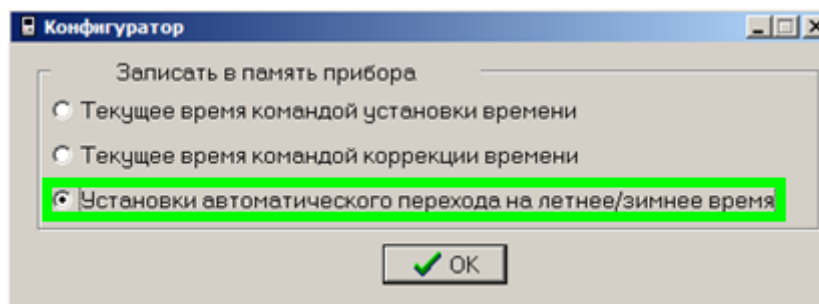 Конфигуратор
Записать в память прибора
Текущее время командой установки времени
Текущее время командой коррекции времени
Установки автоматического перехода на летнее/зимнее время
OK